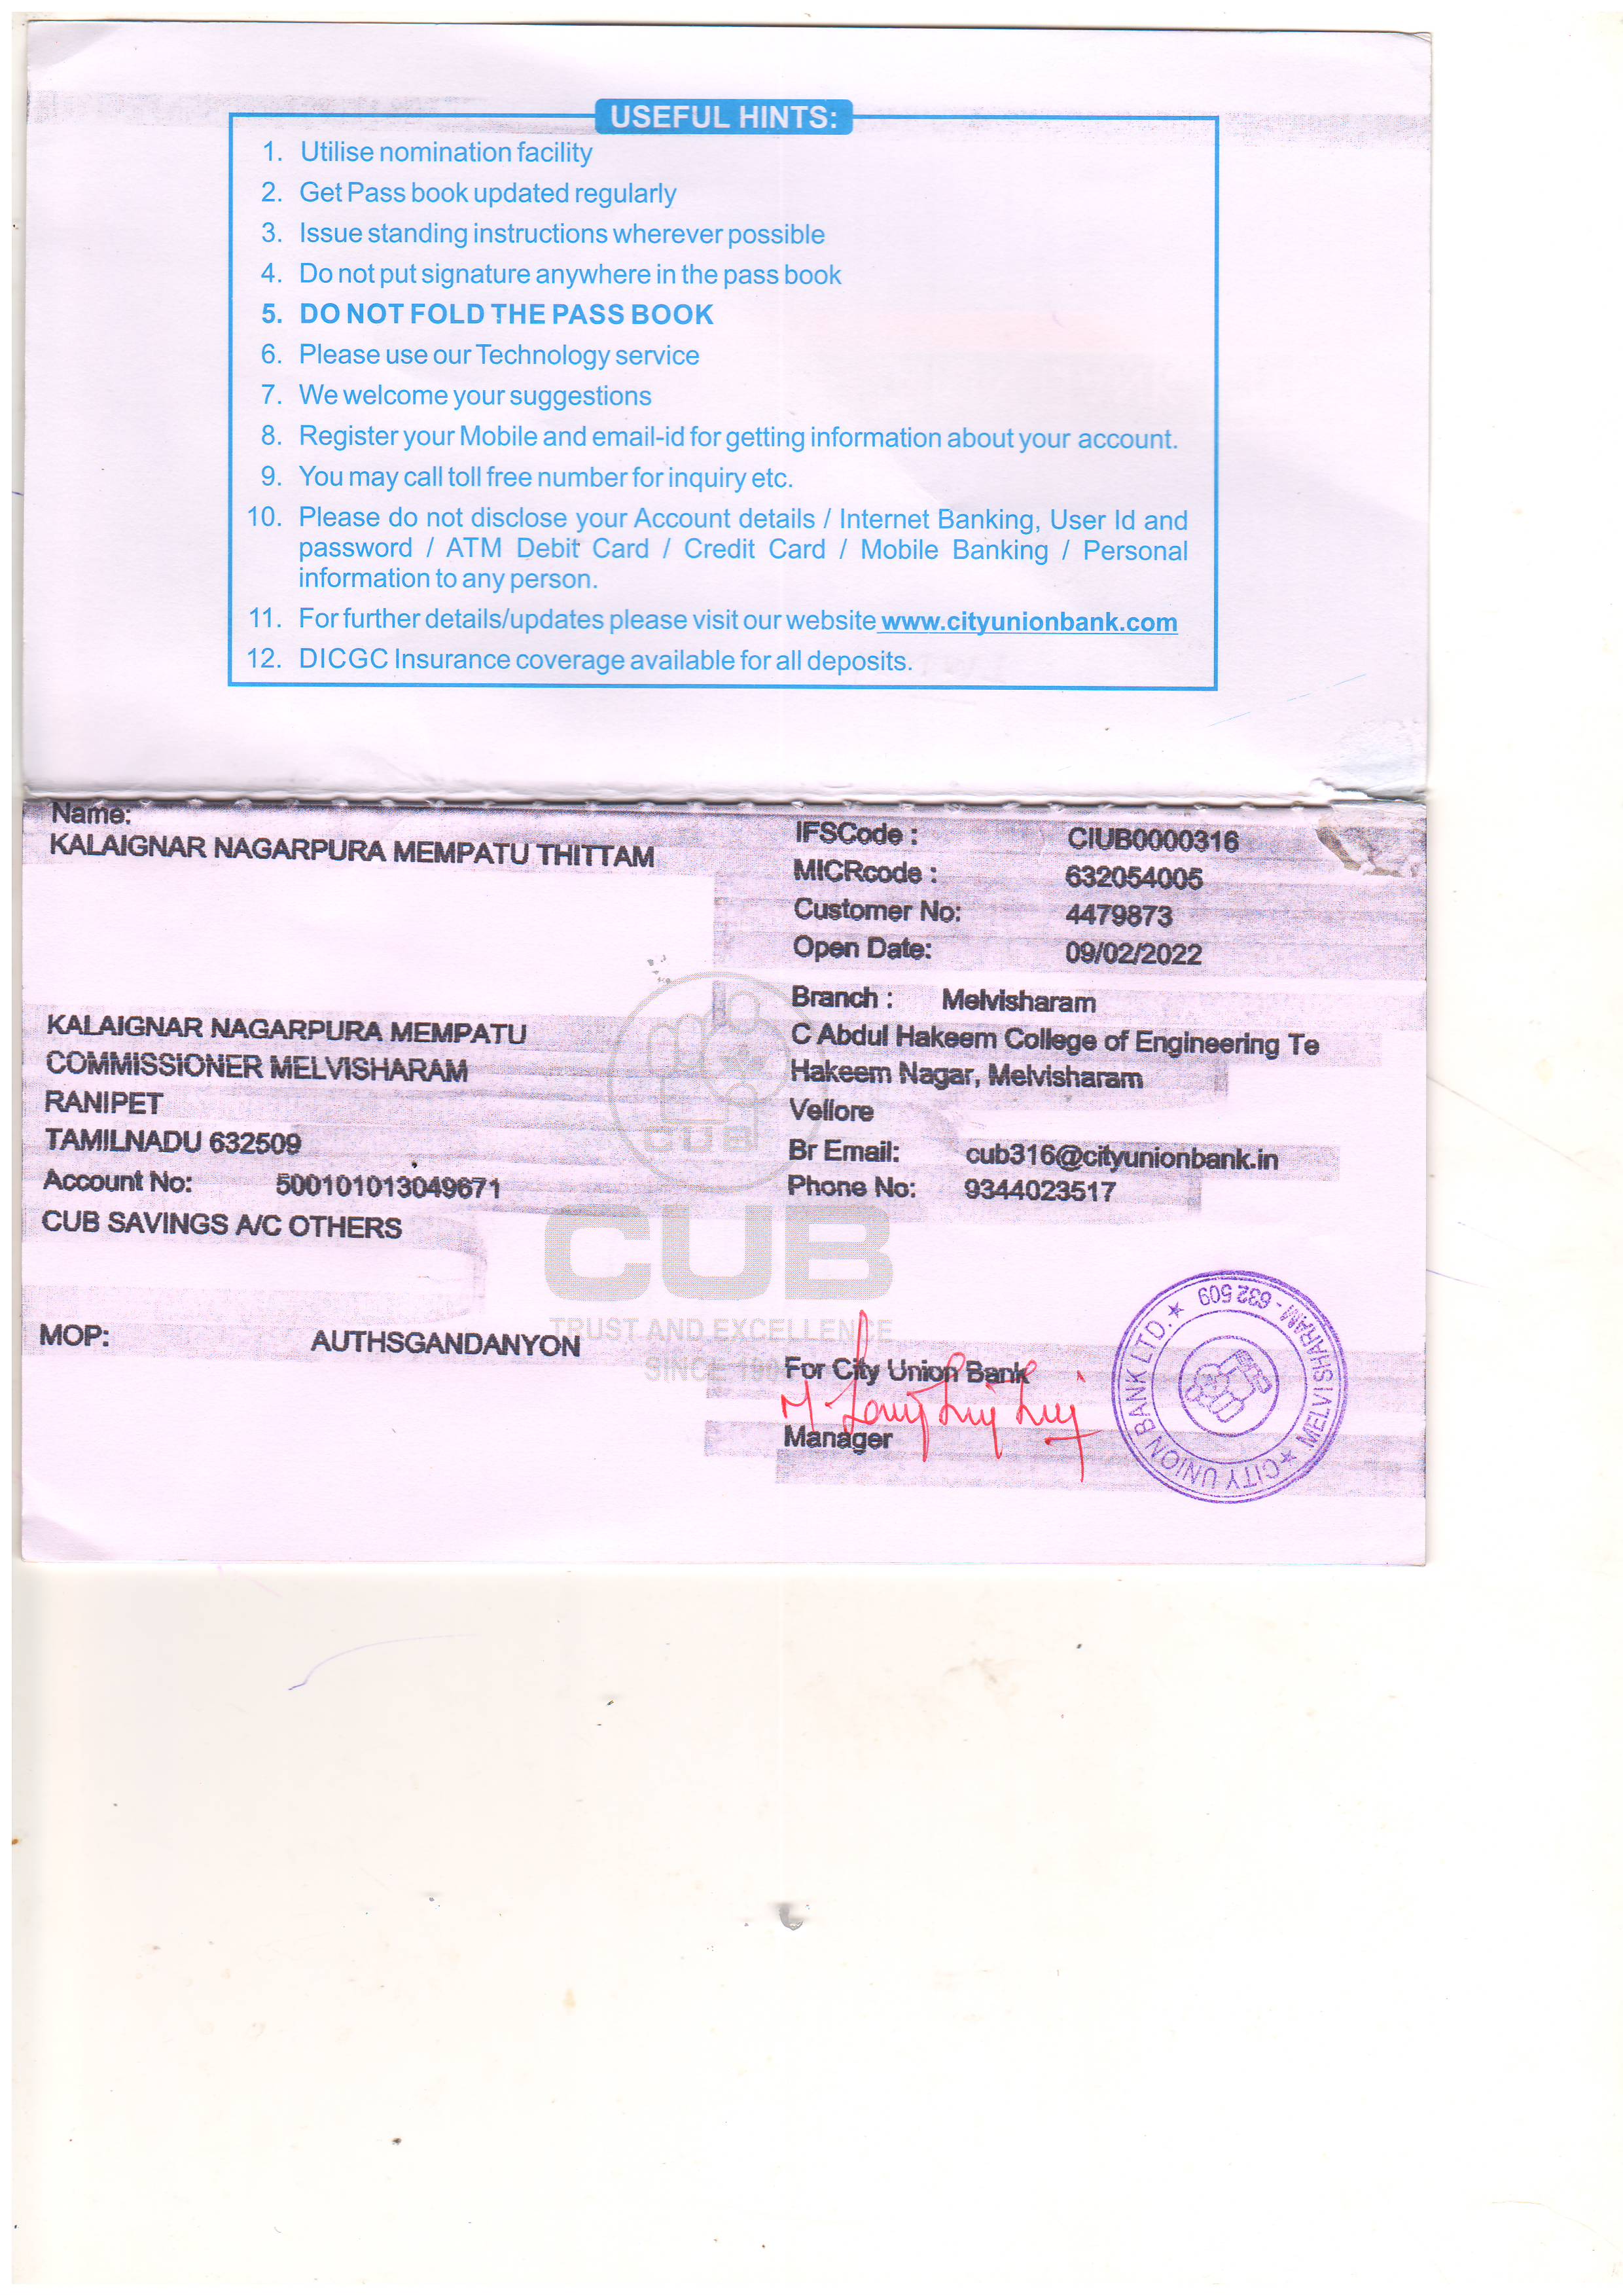 USEFUL HINTS:
1. Utilise nomination facility
2. Get Pass book updated regularly
3. Issue standing instructions wherever possible
4. Do not put signature anywhere in the pass book
5. DO NOT FOLD THE PASS BOOK
6. Please use our Technology service
7. We welcome your suggestions
8. Register your Mobile and email-id for getting information about your account.
9. You may call toll free number for inquiry etc.
10. Please do not disclose your Account details / Internet Banking, User Id and
password / ATM Debit Card / Credit Card / Mobile Banking / Personal
information to any person.
11. For further details/updates please visit our website www.cityunionbank.com
12. DICGC Insurance coverage available for all deposits.
Name:
KALAIGNAR NAGARPURA MEMPATU THITTAM
KALAIGNAR NAGARPURA MEMPATU
COMMISSIONER MELVISHARAM
RANIPET
TAMILNADU 632509
Account No: 500101013049671
CUB SAVINGS A/C OTHERS
MOP: AUTHSGANDANYON
IFSCode : CIUB0000316
MICRcode : 632054005
Customer No: 4479873
Open Date: 09/02/2022
Branch : Melvisharam
C Abdul Hakeem College of Engineering Te
Hakeem Nagar, Melvisharam
Vellore
Br Email: cub316@cityunionbank.in
Phone No: 9344023517
CUB
CUB
TRUST AND EXCELLENCE
SINCE
For City Union Bank
Manager
CITY UNION BANK LTD.
MELVISHARAM - 632 509